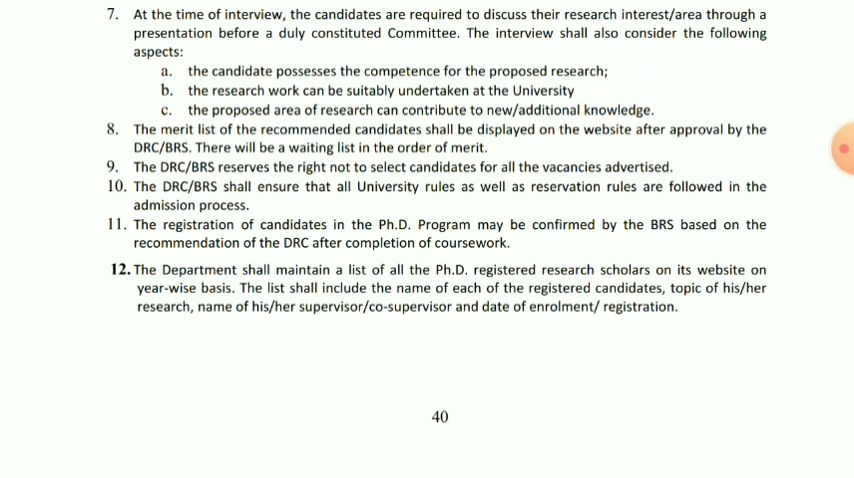 7. At the time of interview, the candidates are required to discuss their research interest/area through a
presentation before a duly constituted Committee. The interview shall also consider the following
aspects:
a. the candidate possesses the competence for the proposed research;
b. the research work can be suitably undertaken at the University
c. the proposed area of research can contribute to new/additional knowledge.
8. The merit list of the recommended candidates shall be displayed on the website after approval by the
DRC/BRS. There will be a waiting list in the order of merit.
9. The DRC/BRS reserves the right not to select candidates for all the vacancies advertised.
10. The DRC/BRS shall ensure that all University rules as well as reservation rules are followed in the
admission process.
11. The registration of candidates in the Ph.D. Program may be confirmed by the BRS based on the
recommendation of the DRC after completion of coursework.
12. The Department shall maintain a list of all the Ph.D. registered research scholars on its website on
year-wise basis. The list shall include the name of each of the registered candidates, topic of his/her
research, name of his/her supervisor/co-supervisor and date of enrolment/ registration.
40